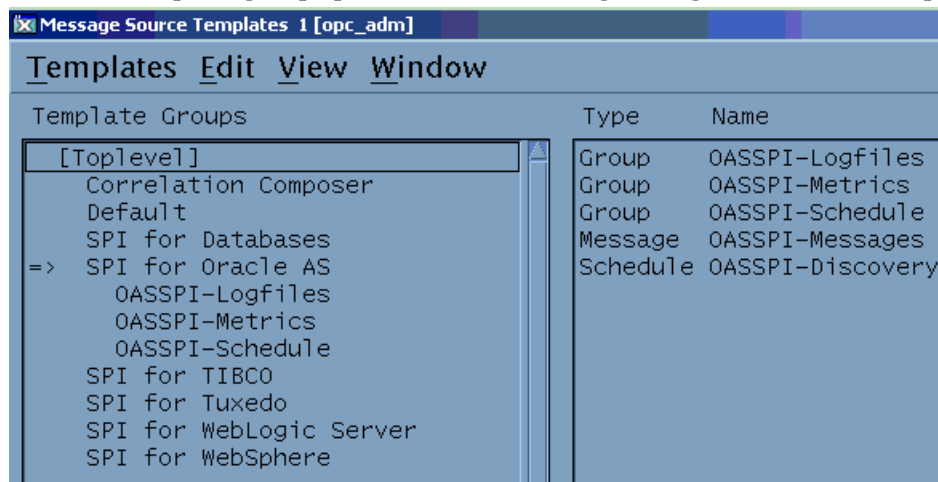 Message Source Templates 1 [opc_adm]
Templates Edit View Window
Template Groups
[Toplevel]
Correlation Composer
Default
SPI for Databases
=> SPI for Oracle AS
OASSPI-Logfiles
OASSPI-Metrics
OASSPI-Schedule
SPI for TIBCO
SPI for Tuxedo
SPI for WebLogic Server
SPI for WebSphere
Type Name
Group OASSPI-Logfiles
Group OASSPI-Metrics
Group OASSPI-Schedule
Message OASSPI-Messages
Schedule OASSPI-Discovery